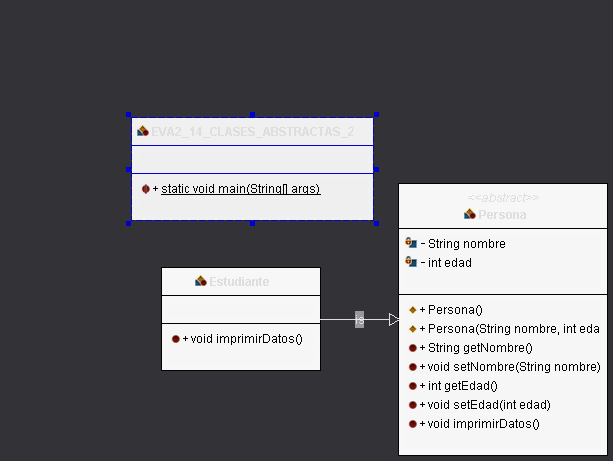 EVA2_14_CLASES_ABSTRACTAS_2
+ static void main(String[] args)
<<abstract>>
Persona
- String nombre
- int edad
+ Persona()
+ Persona(String nombre, int eda
+ String getNombre()
+ void setNombre(String nombre)
+ int getEdad()
+ void setEdad(int edad)
+ void imprimirDatos()
Estudiante
+ void imprimirDatos()
is